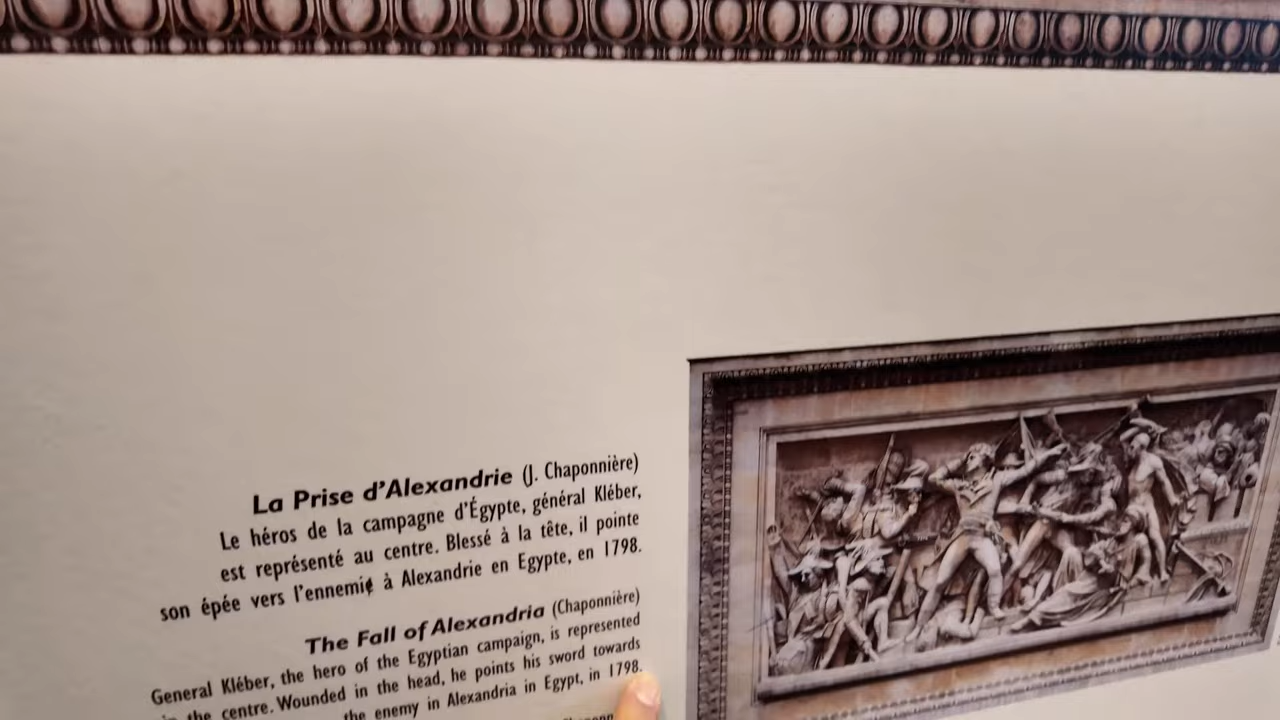 La Prise d'Alexandrie (J. Chaponnière)
Le héros de la campagne d'Égypte, général Kléber,
est représenté au centre. Blessé à la tête, il pointe
son épée vers l'ennemie à Alexandrie en Egypte, en 1798.
The Fall of Alexandria (Chaponnière)
General Kléber, the hero of the Egyptian campaign, is represented
in the centre. Wounded in the head, he points his sword towards
the enemy in Alexandria in Egypt, in 1798.